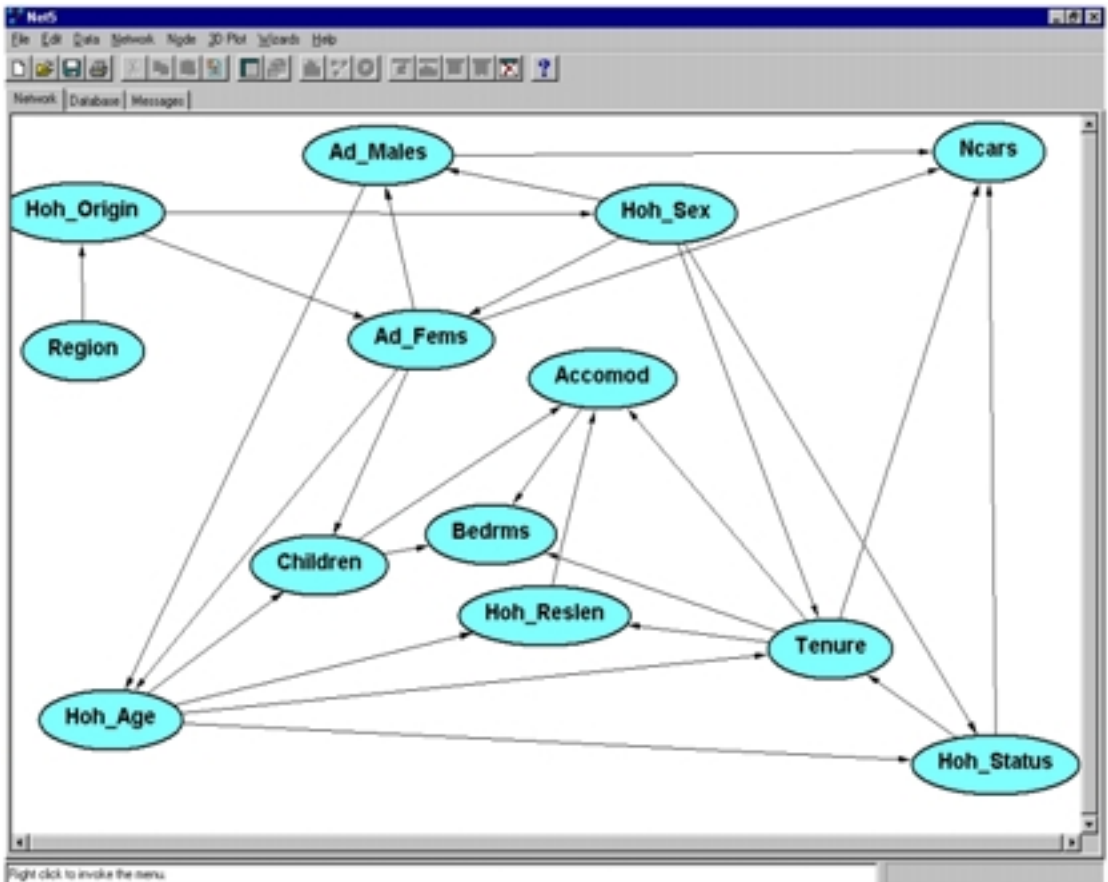 Net5
File Edit Data Network Node 3D Plot Wizards Help
Network Database Messages
Ad_Males
Ncars
Hoh_Origin
Hoh_Sex
Ad_Fems
Region
Accomod
Bedrms
Children
Hoh_Reslen
Tenure
Hoh_Age
Hoh_Status
Right click to invoke the menu.